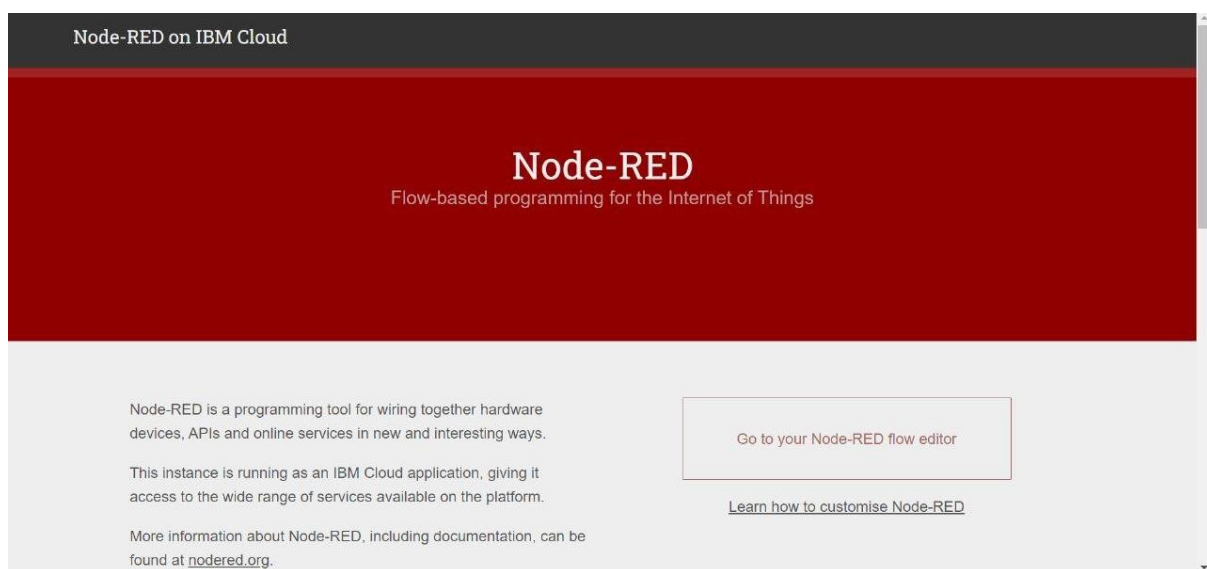 Node-RED on IBM Cloud
Node-RED
Flow-based programming for the Internet of Things
Node-RED is a programming tool for wiring together hardware
devices, APIs and online services in new and interesting ways.
This instance is running as an IBM Cloud application, giving it
access to the wide range of services available on the platform.
More information about Node-RED, including documentation, can be
found at nodered.org.
Go to your Node-RED flow editor
Learn how to customise Node-RED